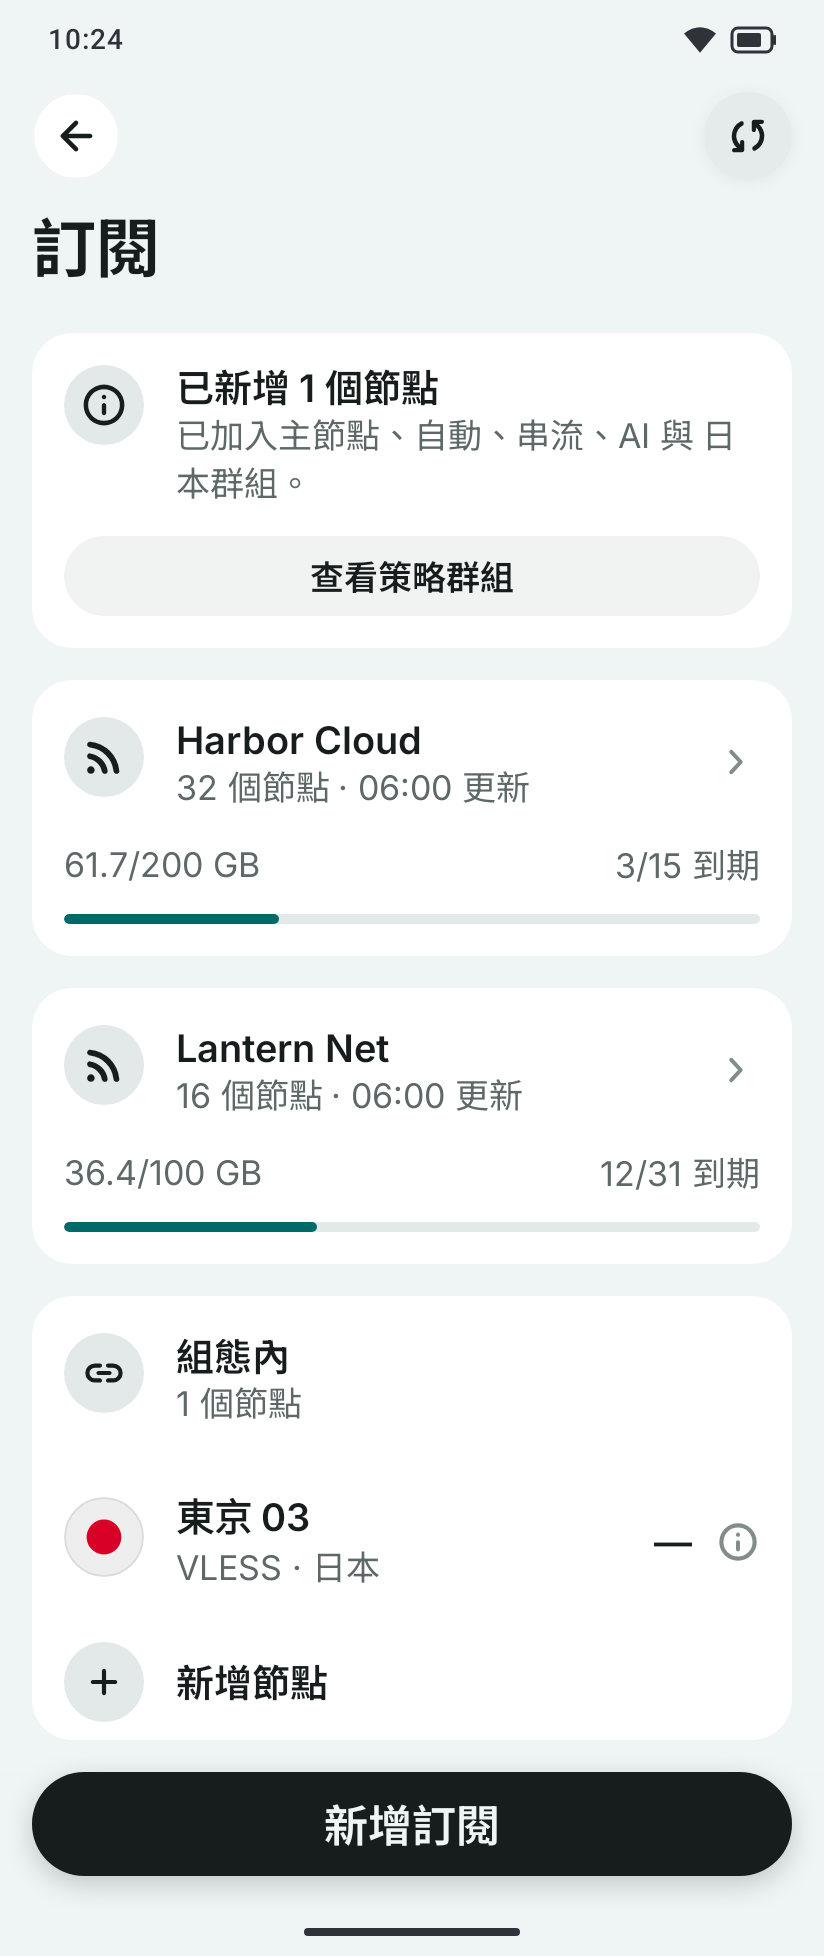 10:24
訂閱
已新增 1 個節點
已加入主節點、自動、串流、AI 與 日
本群組。
查看策略群組
Harbor Cloud
32 個節點 · 06:00 更新
61.7/200 GB
3/15 到期
Lantern Net
16 個節點 · 06:00 更新
36.4/100 GB
12/31 到期
組態內
1 個節點
東京 03
VLESS · 日本
—
新增節點
新增訂閱